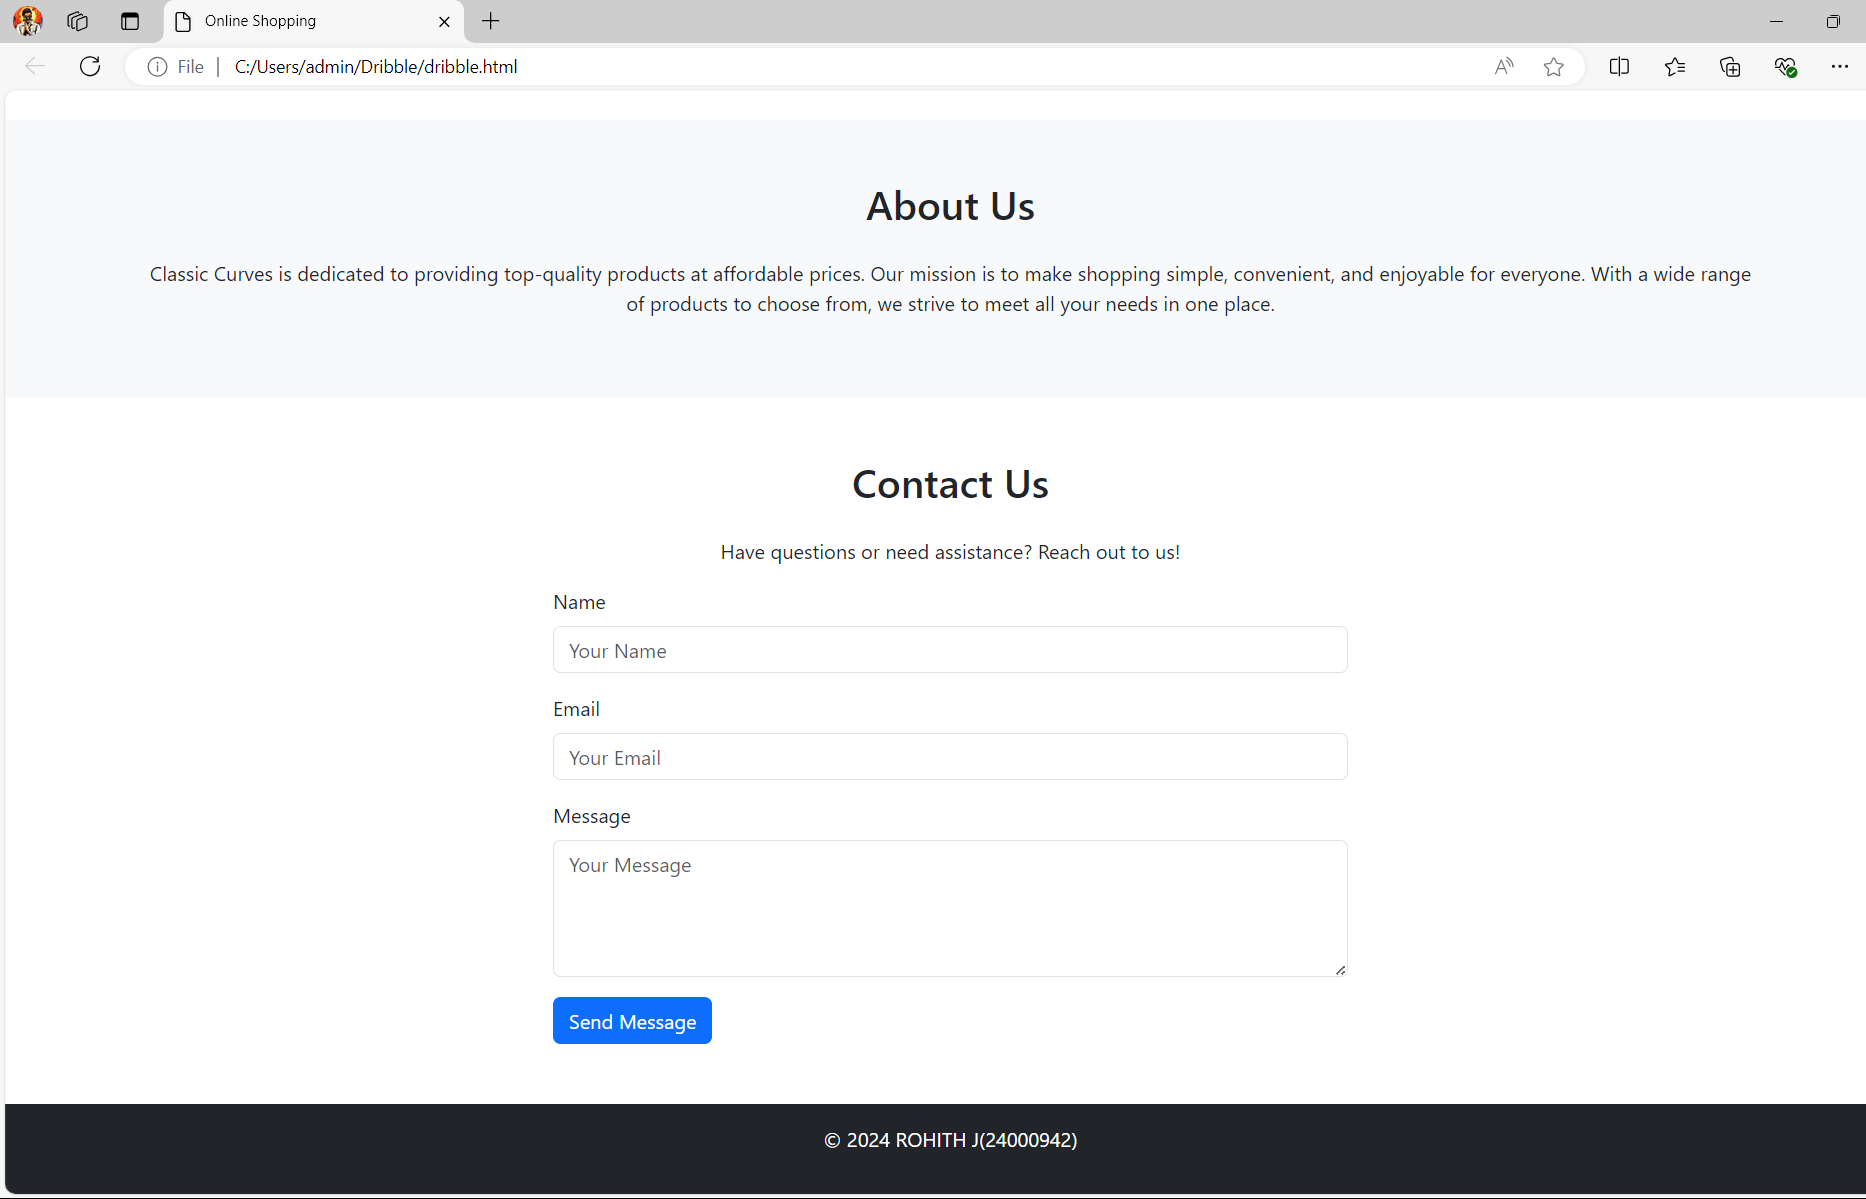 Online Shopping
File
C:/Users/admin/Dribble/dribble.html
About Us
Classic Curves is dedicated to providing top-quality products at affordable prices. Our mission is to make shopping simple, convenient, and enjoyable for everyone. With a wide range
of products to choose from, we strive to meet all your needs in one place.
Contact Us
Have questions or need assistance? Reach out to us!
Name
Your Name
Email
Your Email
Message
Your Message
Send Message
© 2024 ROHITH J(24000942)